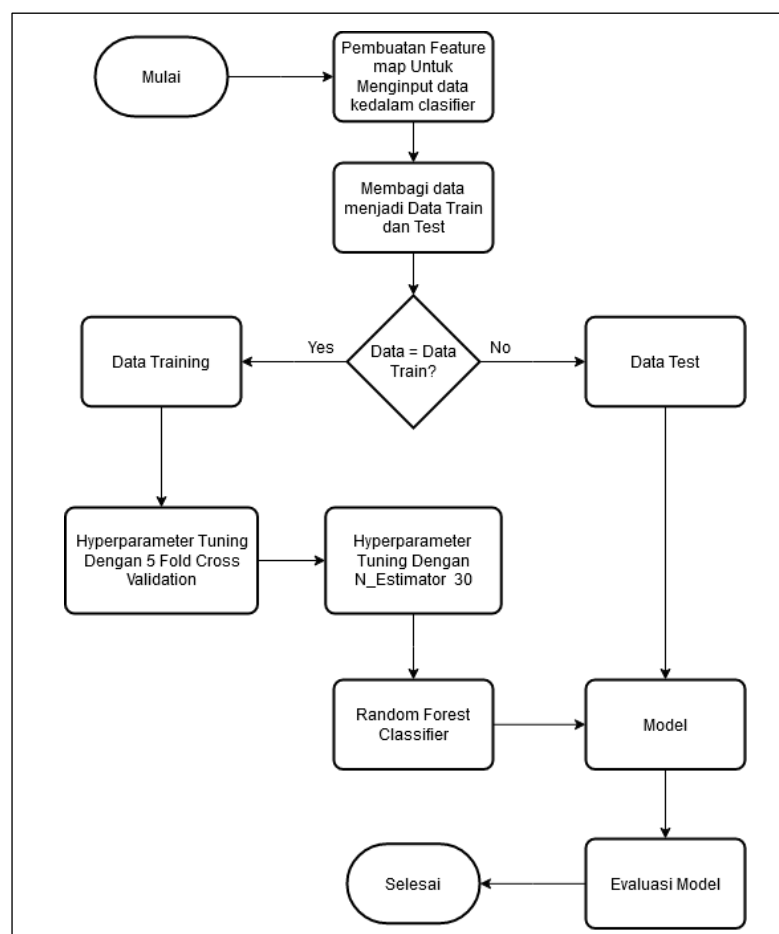 Mulai
Pembuatan Feature
map Untuk
Menginput data
kedalam clasifier
Membagi data
menjadi Data Train
dan Test
Data = Data
Train?
Yes
No
Data Training
Data Test
Hyperparameter Tuning
Dengan 5 Fold Cross
Validation
Hyperparameter
Tuning Dengan
N_Estimator 30
Random Forest
Classifier
Model
Evaluasi Model
Selesai